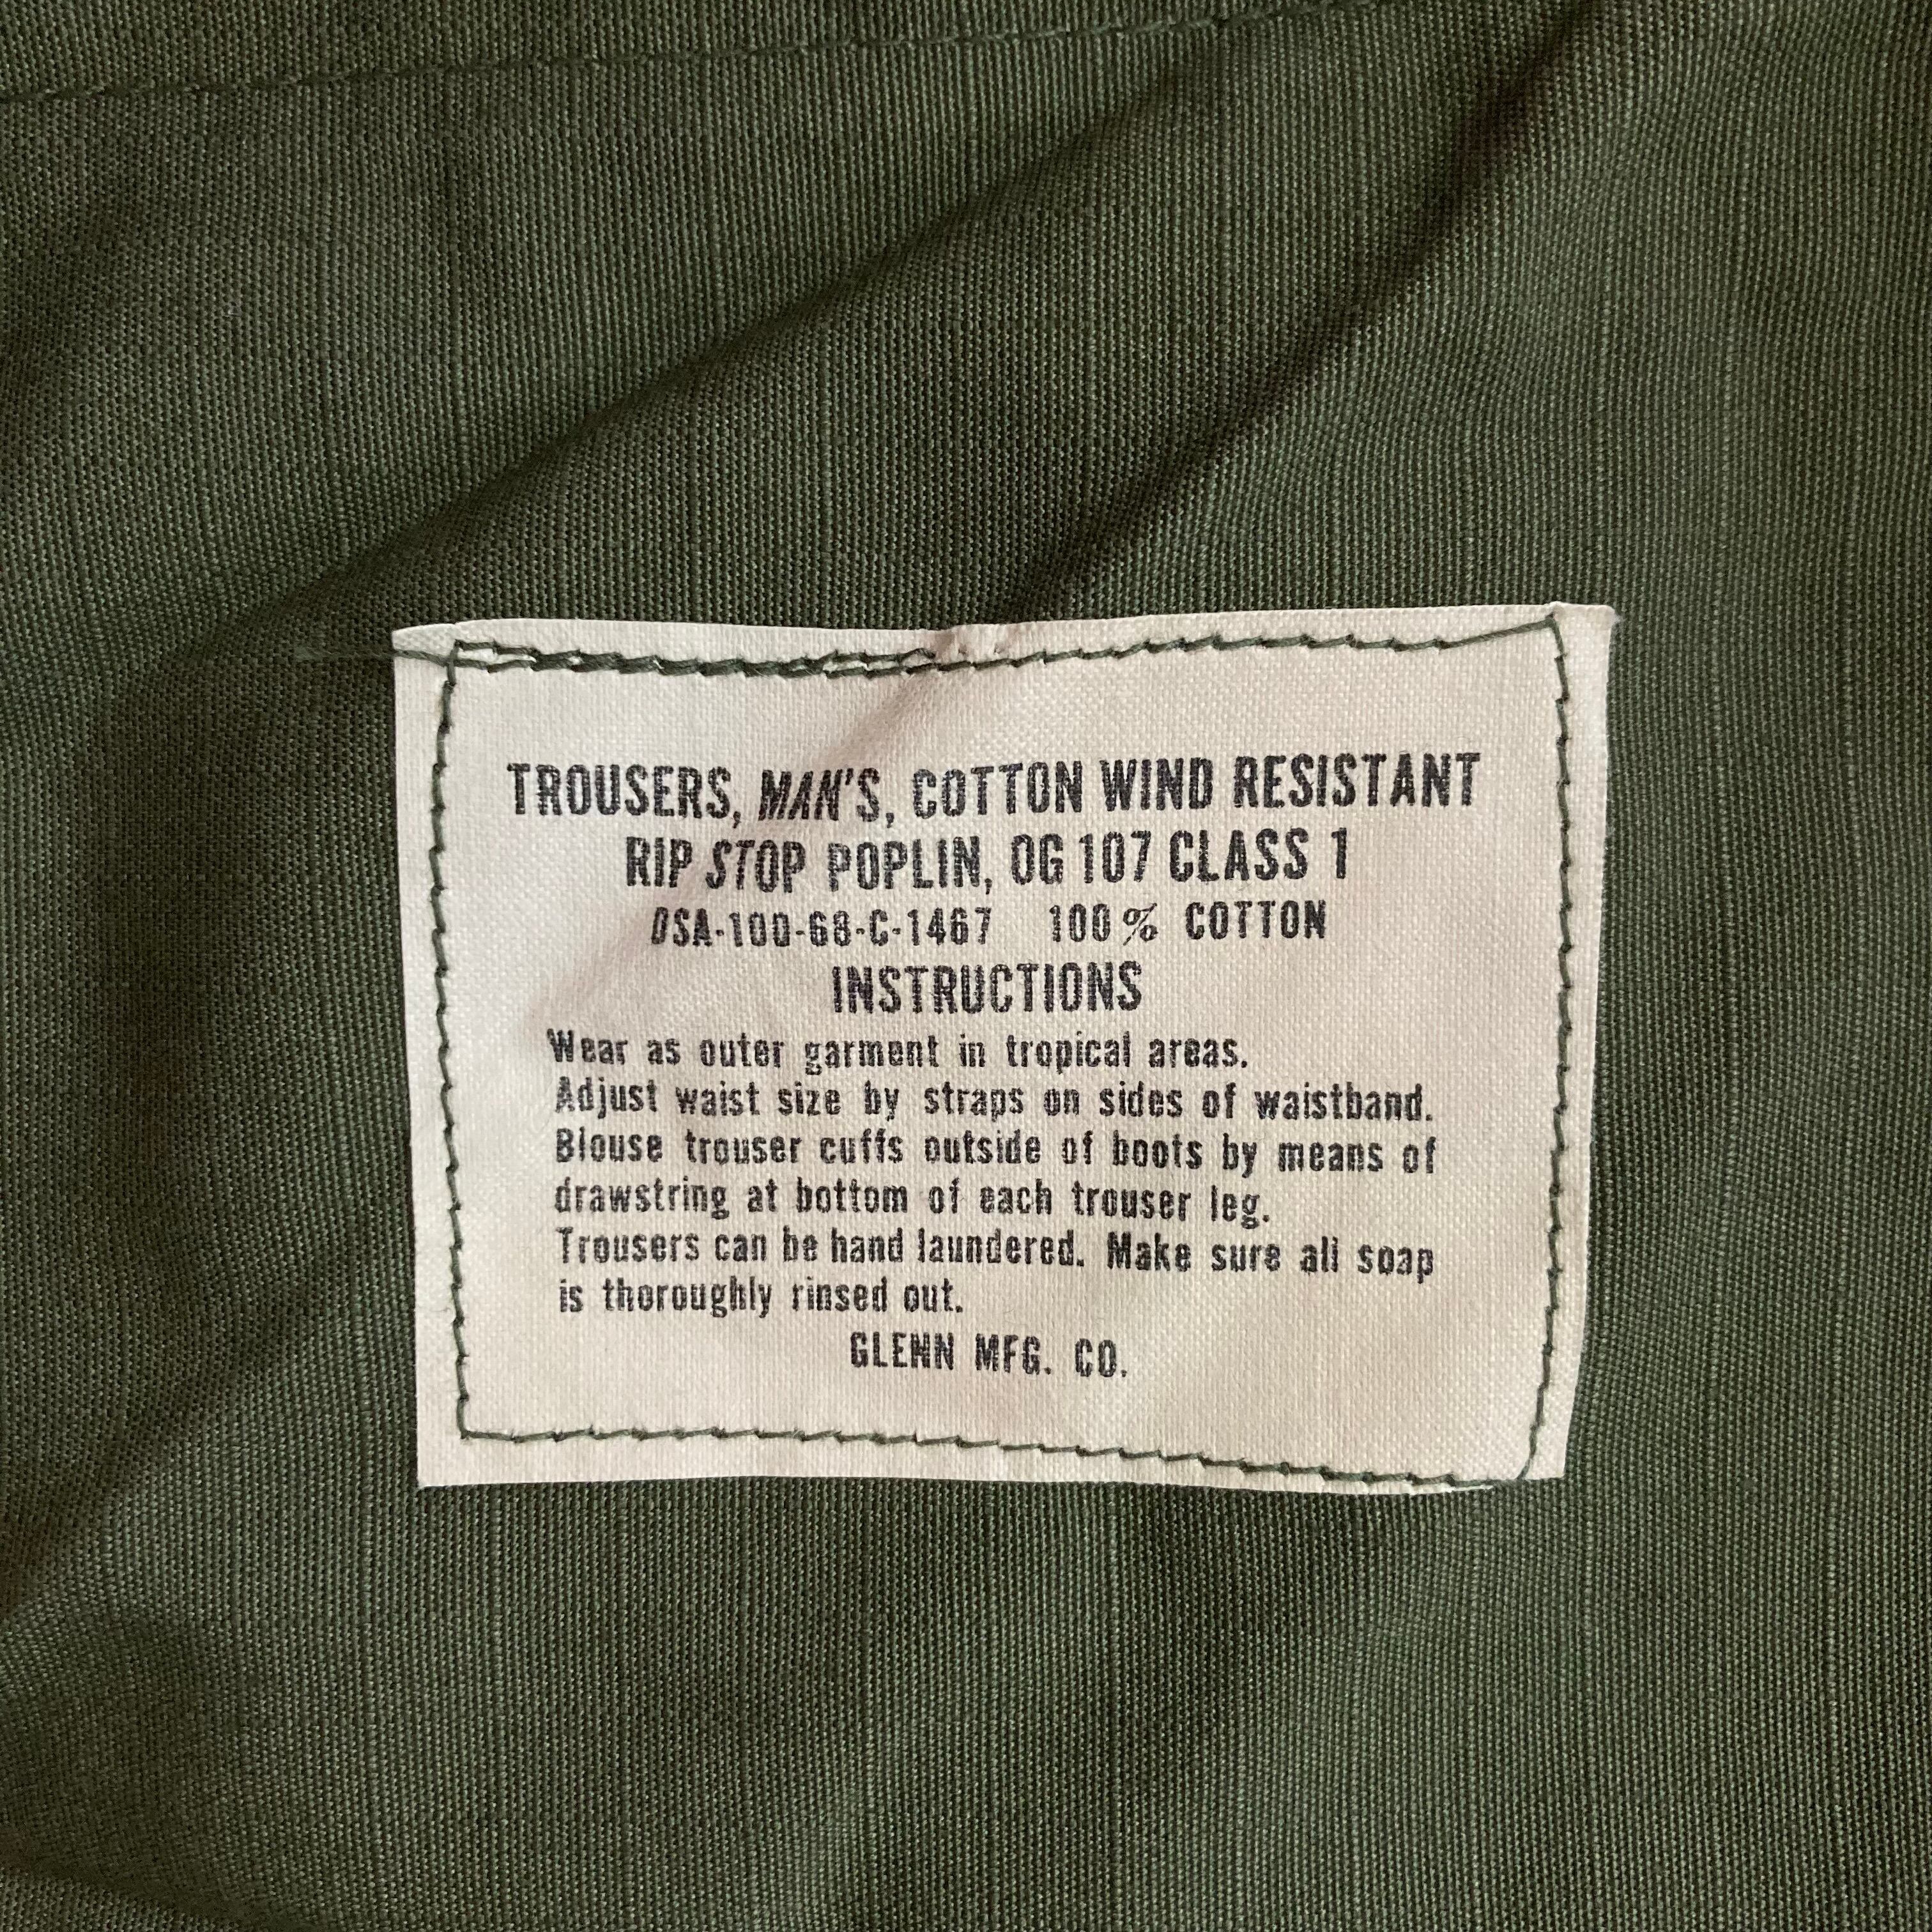 TROUSERS, MAN'S, COTTON WIND RESISTANT
RIP STOP POPLIN, OG 107 CLASS 1
DSA-100-68-C-1467 100% COTTON
INSTRUCTIONS
Wear as outer garment in tropical areas.
Adjust waist size by straps on sides of waistband.
Blouse trouser cuffs outside of boots by means of
drawstring at bottom of each trouser leg.
Trousers can be hand laundered. Make sure all soap
is thoroughly rinsed out.
GLENN MFG. CO.